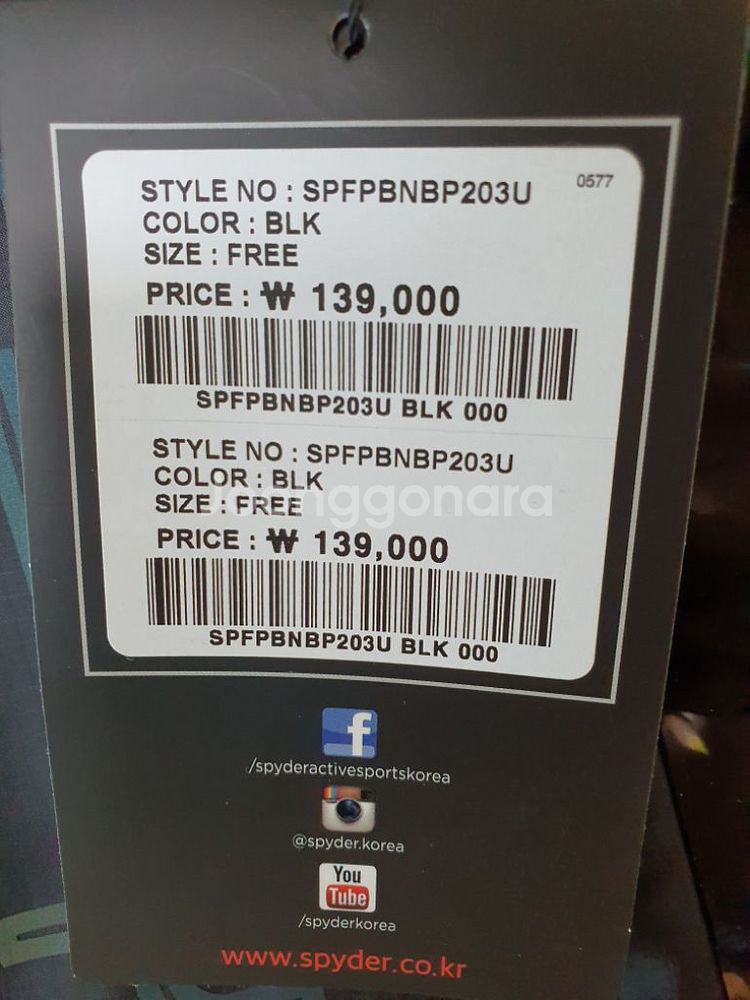 STYLE NO : SPFPBNBP203U
0577
COLOR : BLK
SIZE : FREE
PRICE : ₩ 139,000
SPFPBNBP203U BLK 000
STYLE NO : SPFPBNBP203U
COLOR : BLK
SIZE : FREE
joonggonara
PRICE : ₩ 139,000
SPFPBNBP203U BLK 000
f
/spyderactivesportskorea
@spyder.korea
You
Tube
/spyderkorea
www.spyder.co.kr